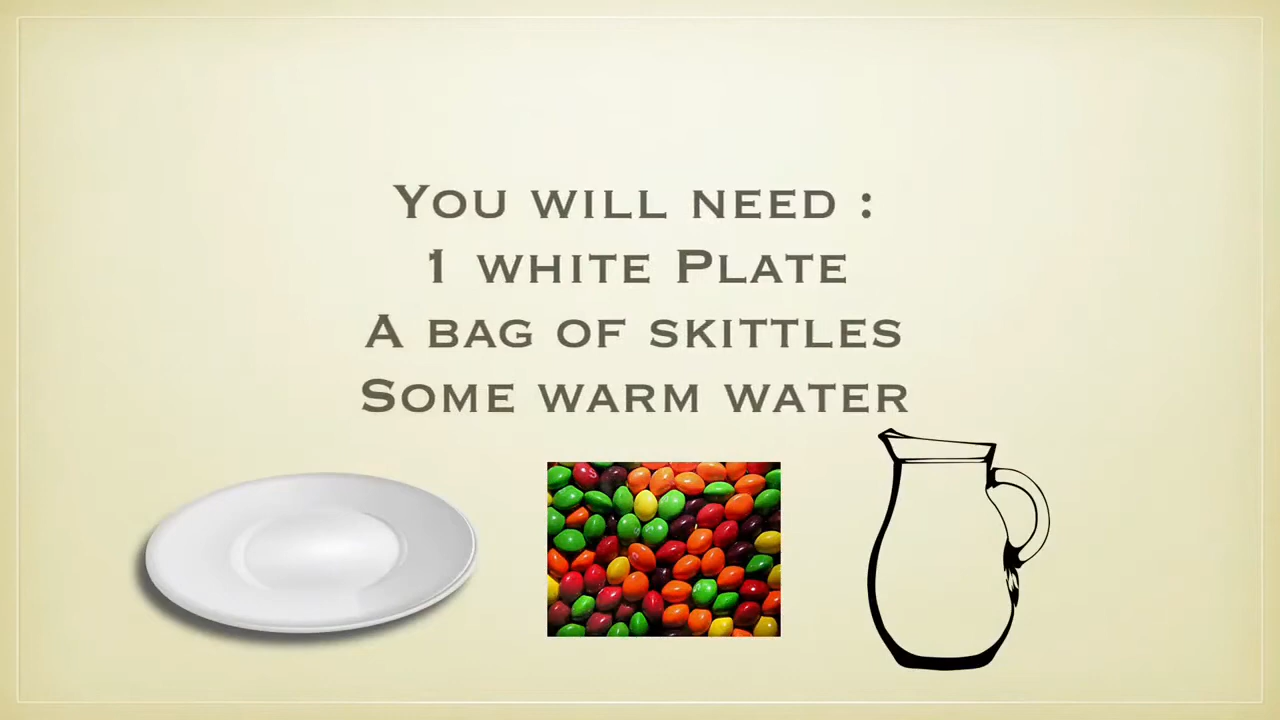 You will need :
1 white Plate
A bag of skittles
Some warm water